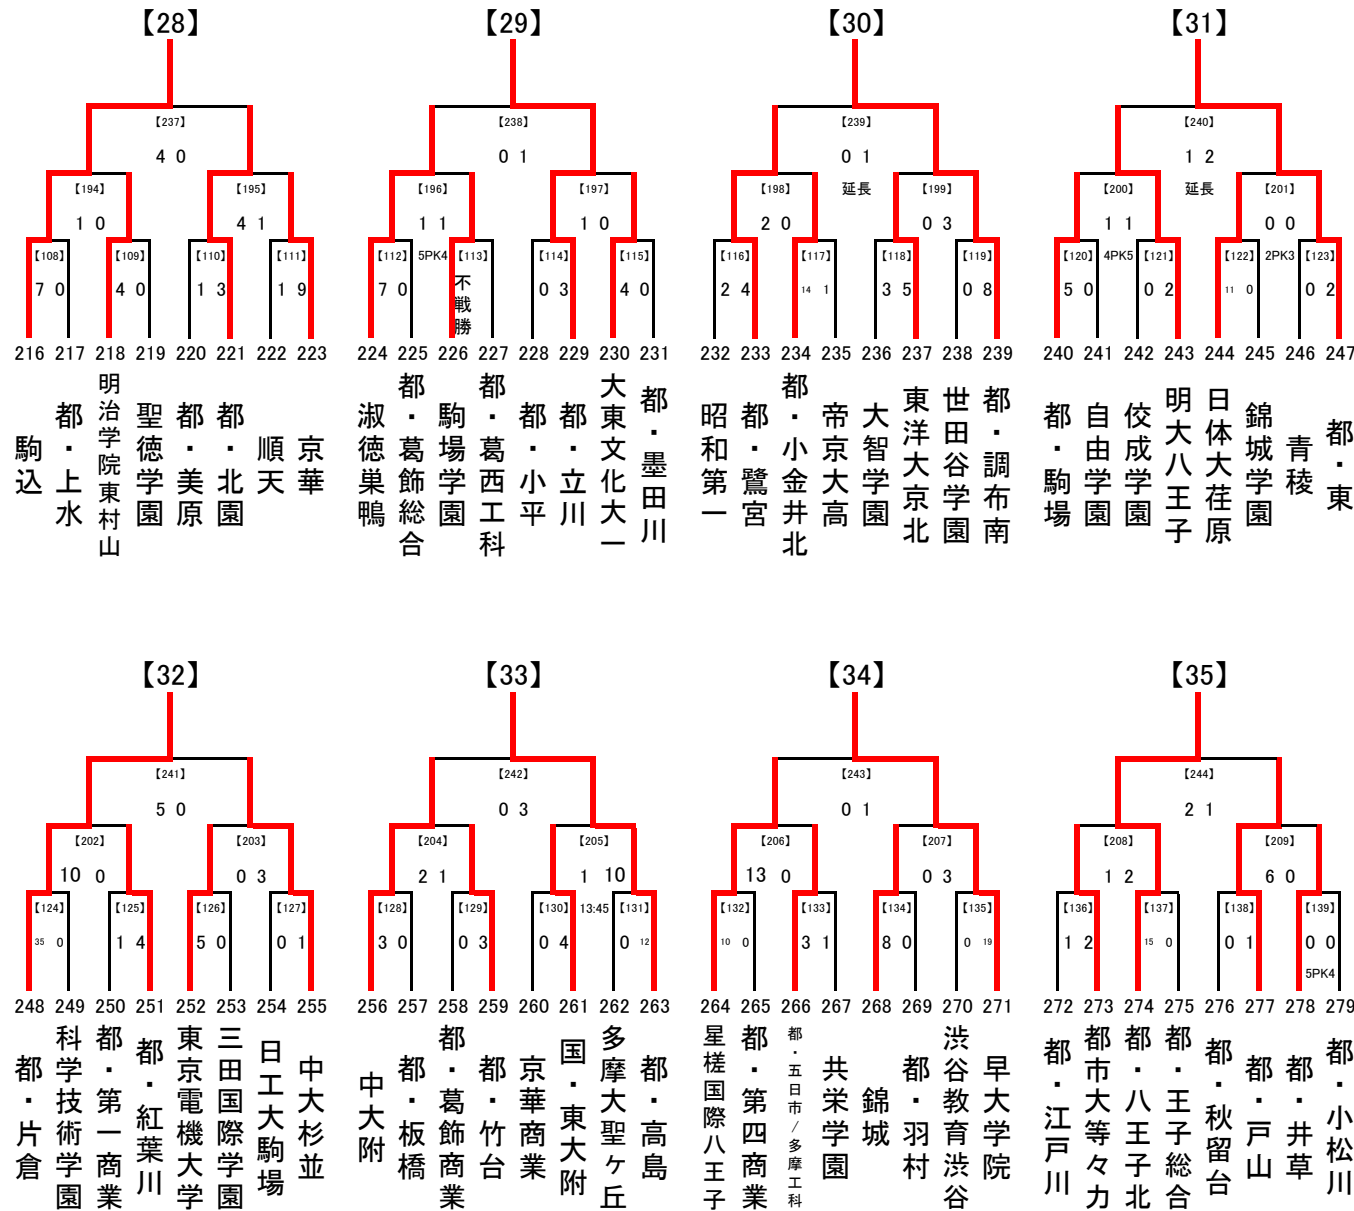 【28】 【29】 【30】 【31】
【237】 【238】 【239】 【240】
4 0 0 1 0 1 1 2
【194】 【195】 【196】 【197】 【198】 延長 【199】 【200】 延長 【201】
1 0 4 1 1 1 1 0 2 0 0 3 1 1 0 0
【108】 【109】 【110】 【111】 【112】 5PK4 【113】 【114】 【115】 【116】 【117】 【118】 【119】 【120】 4PK5 【121】 【122】 2PK3 【123】
7 0 4 0 1 3 1 9 7 0 不戦勝 0 3 4 0 2 4 14 1 3 5 0 8 5 0 0 2 11 0 0 2
216 217 218 219 220 221 222 223 224 225 226 227 228 229 230 231 232 233 234 235 236 237 238 239 240 241 242 243 244 245 246 247
駒込
都・上水
明治学院東村山
聖徳学園
都・美原
都・北園
順天
京華
淑徳巣鴨
都・葛飾総合
駒場学園
都・葛西工科
都・小平
都・立川
大東文化大一
都・墨田川
昭和第一
都・鷺宮
都・小金井北
帝京大高
大智学園
東洋大京北
世田谷学園
都・調布南
都・駒場
自由学園
佼成学園
明大八王子
日体大荏原
錦城学園
青稜
都・東
【32】 【33】 【34】 【35】
【241】 【242】 【243】 【244】
5 0 0 3 0 1 2 1
【202】 【203】 【204】 【205】 【206】 【207】 【208】 【209】
10 0 0 3 2 1 1 10 13 0 0 3 1 2 6 0
【124】 【125】 【126】 【127】 【128】 【129】 【130】 13:45 【131】 【132】 【133】 【134】 【135】 【136】 【137】 【138】 【139】
35 0 1 4 5 0 0 1 3 0 0 3 0 4 0 12 10 0 3 1 8 0 0 19 1 2 15 0 0 1 0 0
5PK4
248 249 250 251 252 253 254 255 256 257 258 259 260 261 262 263 264 265 266 267 268 269 270 271 272 273 274 275 276 277 278 279
都・片倉
科学技術学園
都・第一商業
都・紅葉川
東京電機大学
三田国際学園
日工大駒場
中大杉並
中大附
都・板橋
都・葛飾商業
都・竹台
京華商業
国・東大附
多摩大聖ヶ丘
都・高島
星槎国際八王子
都・第四商業
都・五日市/多摩工科
共栄学園
錦城
都・羽村
渋谷教育渋谷
早大学院
都・江戸川
都市大等々力
都・八王子北
都・王子総合
都・秋留台
都・戸山
都・井草
都・小松川